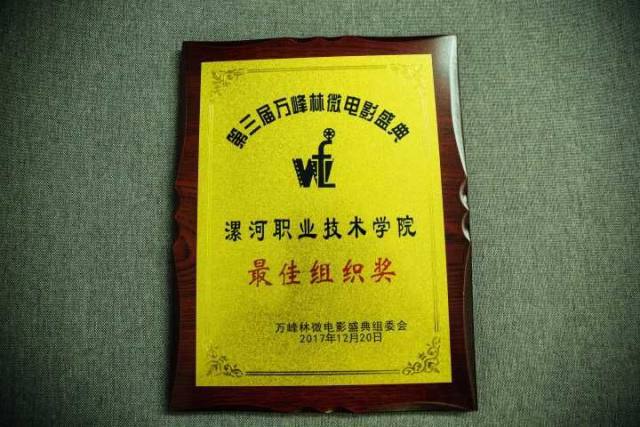 第三届万峰林微电影盛典
漯河职业技术学院
最佳组织奖
万峰林微电影盛典组委会
2017年12月20日